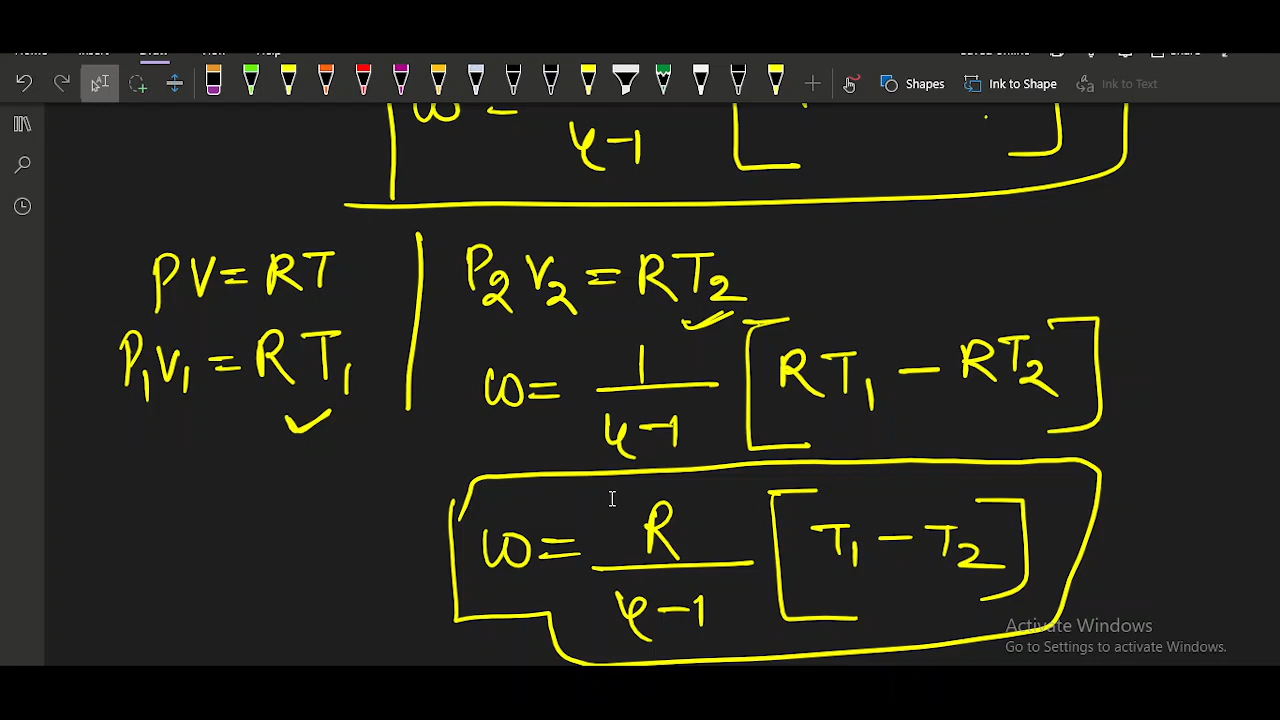 Shapes
Ink to Shape
Ink to Text
ω =
γ-1
PV = RT
P₁V₁ = RT₁
P₂V₂ = RT₂
ω = 1/γ-1 [RT₁ - RT₂]
ω = R/γ-1 [T₁ - T₂]
Activate Windows
Go to Settings to activate Windows.